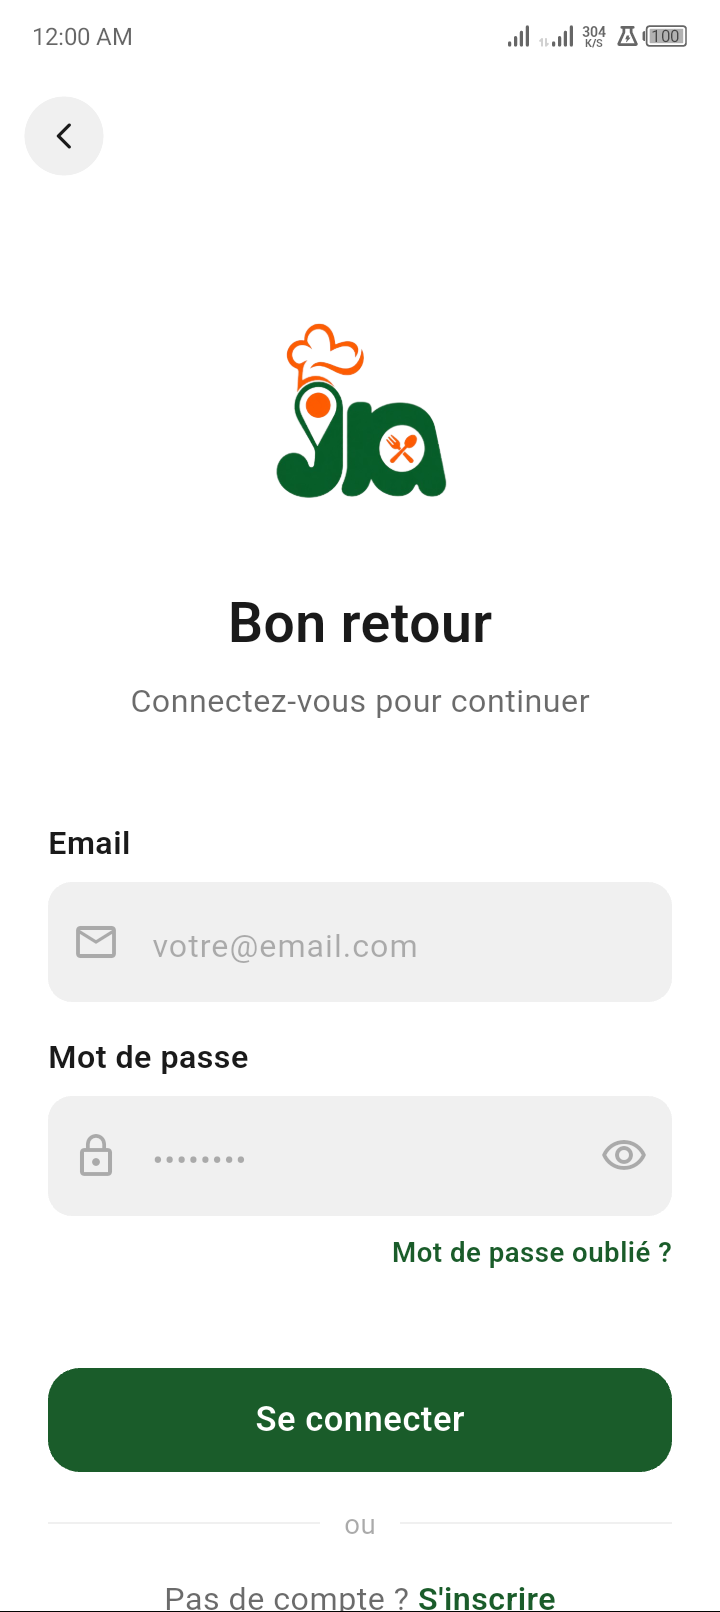 12:00 AM 304 K/S 100
Jna
Bon retour
Connectez-vous pour continuer
Email
votre@email.com
Mot de passe
••••••••
Mot de passe oublié ?
Se connecter
ou
Pas de compte ? S'inscrire